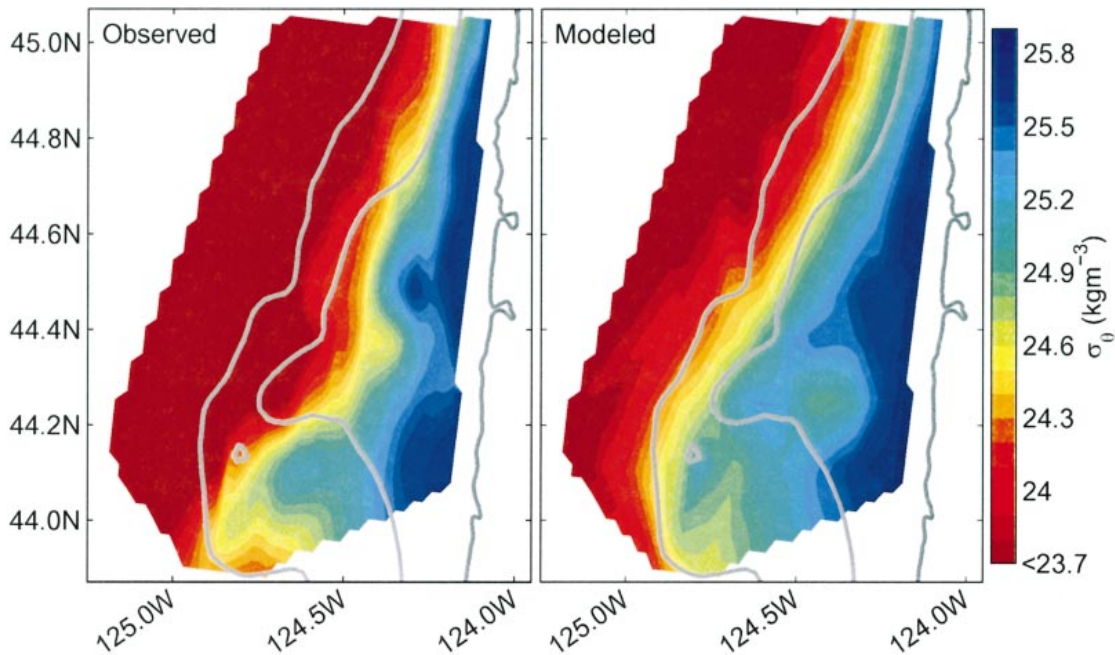 Observed
Modeled
45.0N
44.8N
44.6N
44.4N
44.2N
44.0N
125.0W
124.5W
124.0W
125.0W
124.5W
124.0W
25.8
25.5
25.2
24.9
24.6
24.3
24
<23.7
σθ (kgm⁻³)